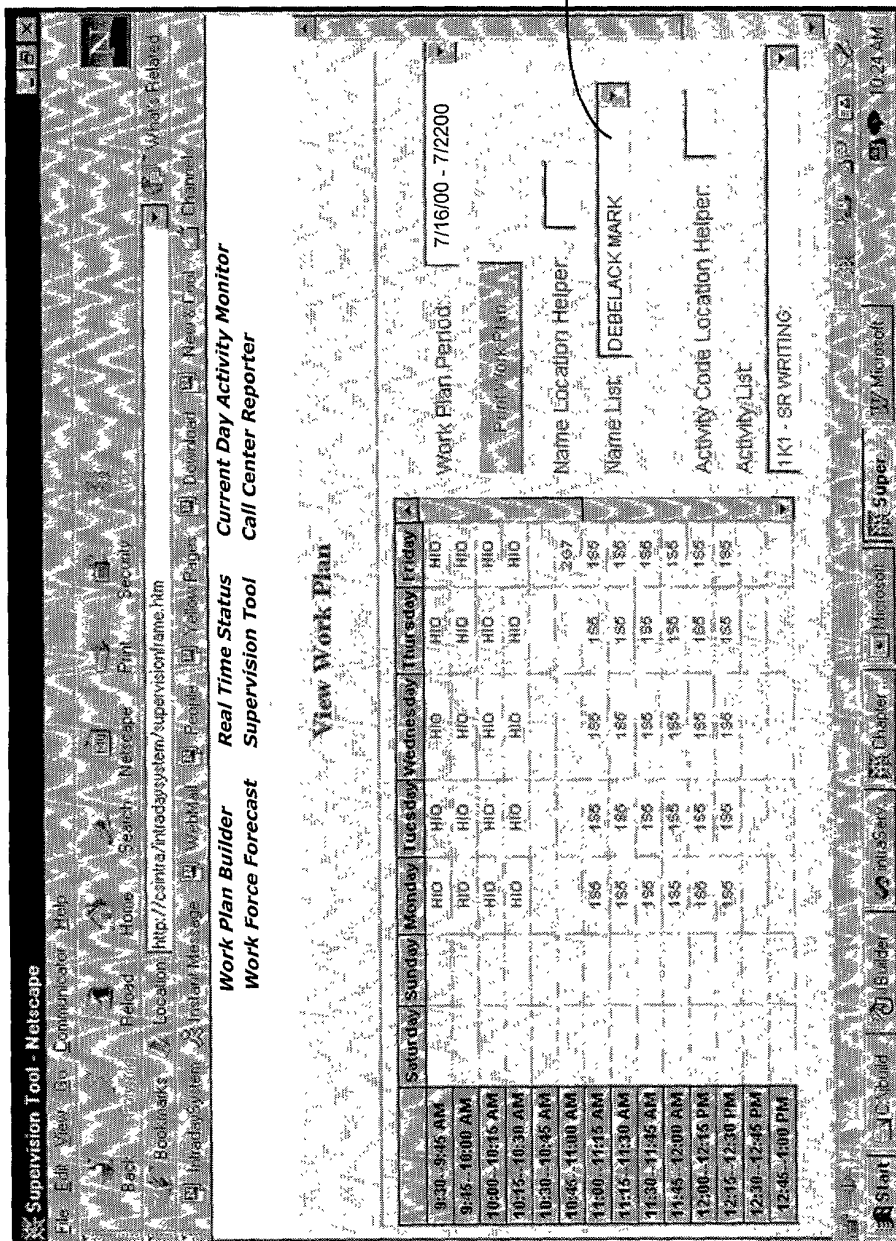 Supervision Tool - Netscape
File Edit View Go Communicator Help
Back Reload Home Search Netscape Print Security
Bookmarks Location: http://csintra/intradaysystem/supervisionframe.htm What's Related
IntradaySystem Instant Message WebMail People Yellow Pages Download New & Cool Channel
Work Plan Builder Real Time Status Current Day Activity Monitor
Work Force Forecast Supervision Tool Call Center Reporter
View Work Plan
Saturday Sunday Monday Tuesday Wednesday Thursday Friday
9:30--9:45 AM HIO HIO HIO HIO HIO
9:45--10:00 AM HIO HIO HIO HIO HIO
10:00--10:15 AM HIO HIO HIO HIO HIO
10:15--10:30 AM HIO HIO HIO HIO HIO
10:30--10:45 AM
10:45--11:00 AM 267
11:00--11:15 AM 1S5 1S5 1S5 1S5 1S5
11:15--11:30 AM 1S5 1S5 1S5 1S5 1S5
11:30--11:45 AM 1S5 1S5 1S5 1S5 1S5
11:45--12:00 AM 1S5 1S5 1S5 1S5 1S5
12:00--12:15 PM 1S5 1S5 1S5 1S5 1S5
12:15--12:30 PM 1S5 1S5 1S5 1S5 1S5
12:30--12:45 PM
12:45--1:00 PM
Work Plan Period: 7/16/00 - 7/2200
Print Work Plan
Name Location Helper:
Name List: DEBELACK MARK
Activity Code Location Helper:
Activity List:
1K1 - SR WRITING:
Start Builder Chapter Microsoft Super Microsoft 10:24 AM